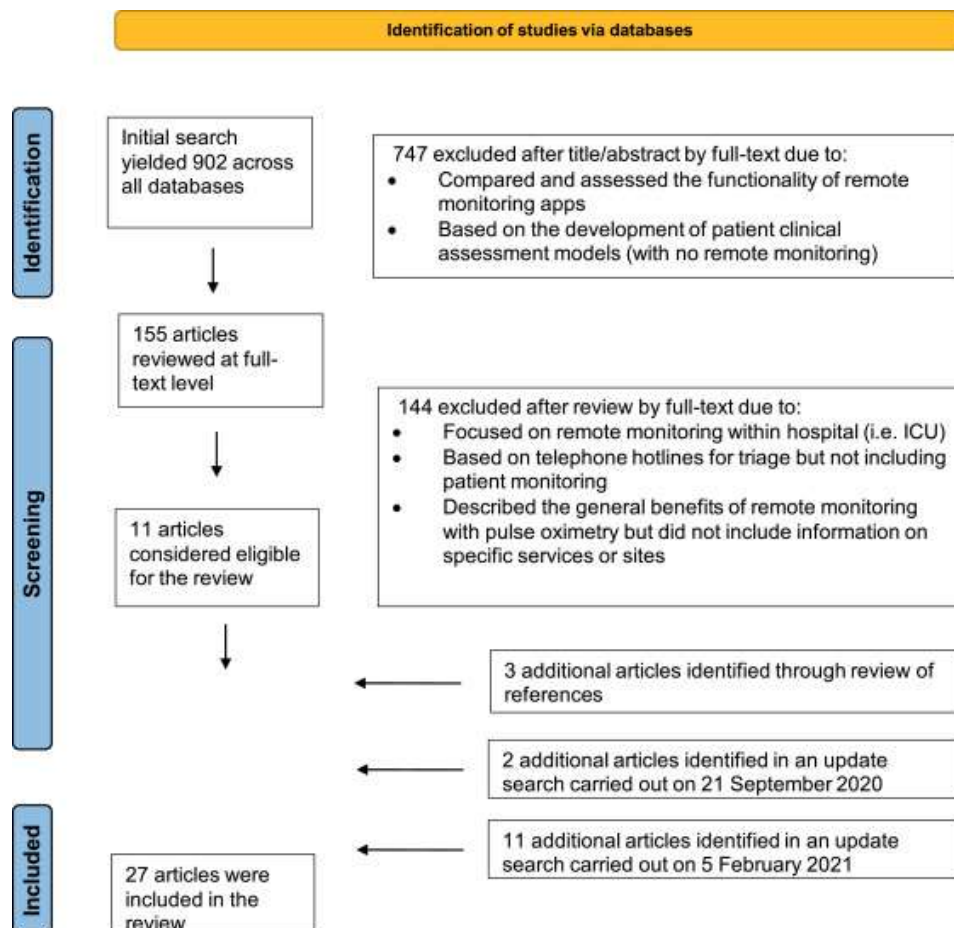 Identification of studies via databases
Identification
Initial search
yielded 902 across
all databases
747 excluded after title/abstract by full-text due to:
• Compared and assessed the functionality of remote
monitoring apps
• Based on the development of patient clinical
assessment models (with no remote monitoring)
Screening
155 articles
reviewed at full-
text level
144 excluded after review by full-text due to:
• Focused on remote monitoring within hospital (i.e. ICU)
• Based on telephone hotlines for triage but not including
patient monitoring
• Described the general benefits of remote monitoring
with pulse oximetry but did not include information on
specific services or sites
11 articles
considered eligible
for the review
3 additional articles identified through review of
references
2 additional articles identified in an update
search carried out on 21 September 2020
11 additional articles identified in an update
search carried out on 5 February 2021
Included
27 articles were
included in the
review